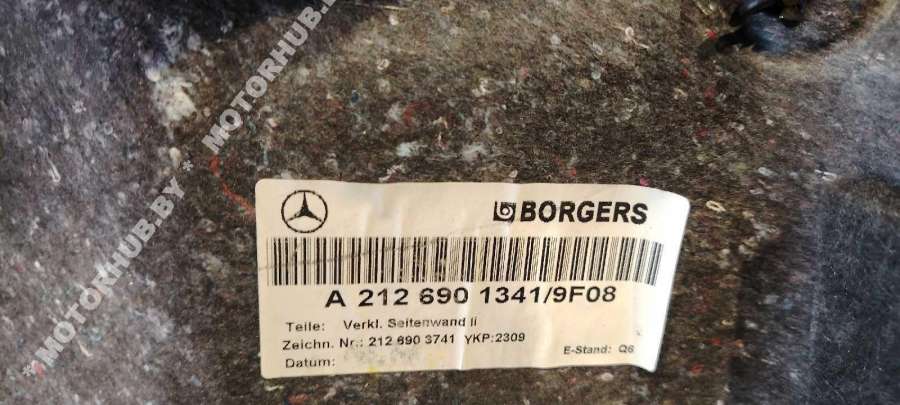 *MOTORHUB.BY * MOTORHUB.BY
BORGERS
A 212 690 1341/9F08
Teile: Verkl. Seitenwand li
Zeichn. Nr.: 212 690 3741 YKP:2309
E-Stand: Q6
Datum: